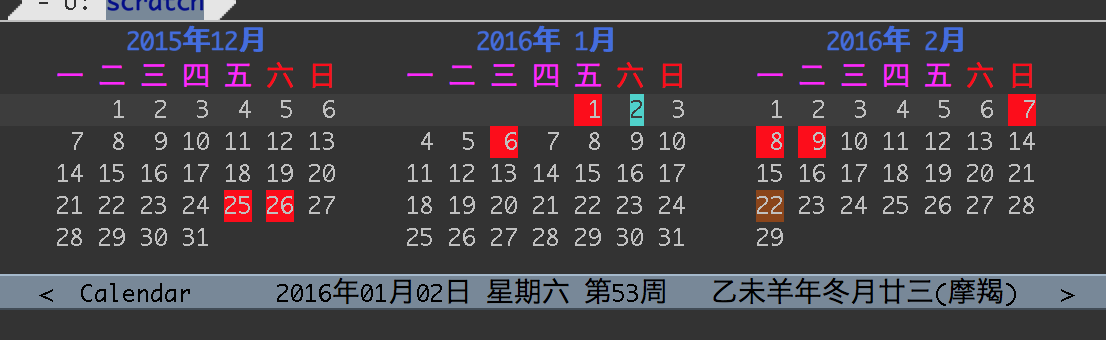 - 0: scratch
2015年12月 2016年 1月 2016年 2月
一 二 三 四 五 六 日 一 二 三 四 五 六 日 一 二 三 四 五 六 日
1 2 3 4 5 6 1 2 3 1 2 3 4 5 6 7
7 8 9 10 11 12 13 4 5 6 7 8 9 10 8 9 10 11 12 13 14
14 15 16 17 18 19 20 11 12 13 14 15 16 17 15 16 17 18 19 20 21
21 22 23 24 25 26 27 18 19 20 21 22 23 24 22 23 24 25 26 27 28
28 29 30 31 25 26 27 28 29 30 31 29
< Calendar 2016年01月02日 星期六 第53周 乙未羊年冬月廿三(摩羯) >